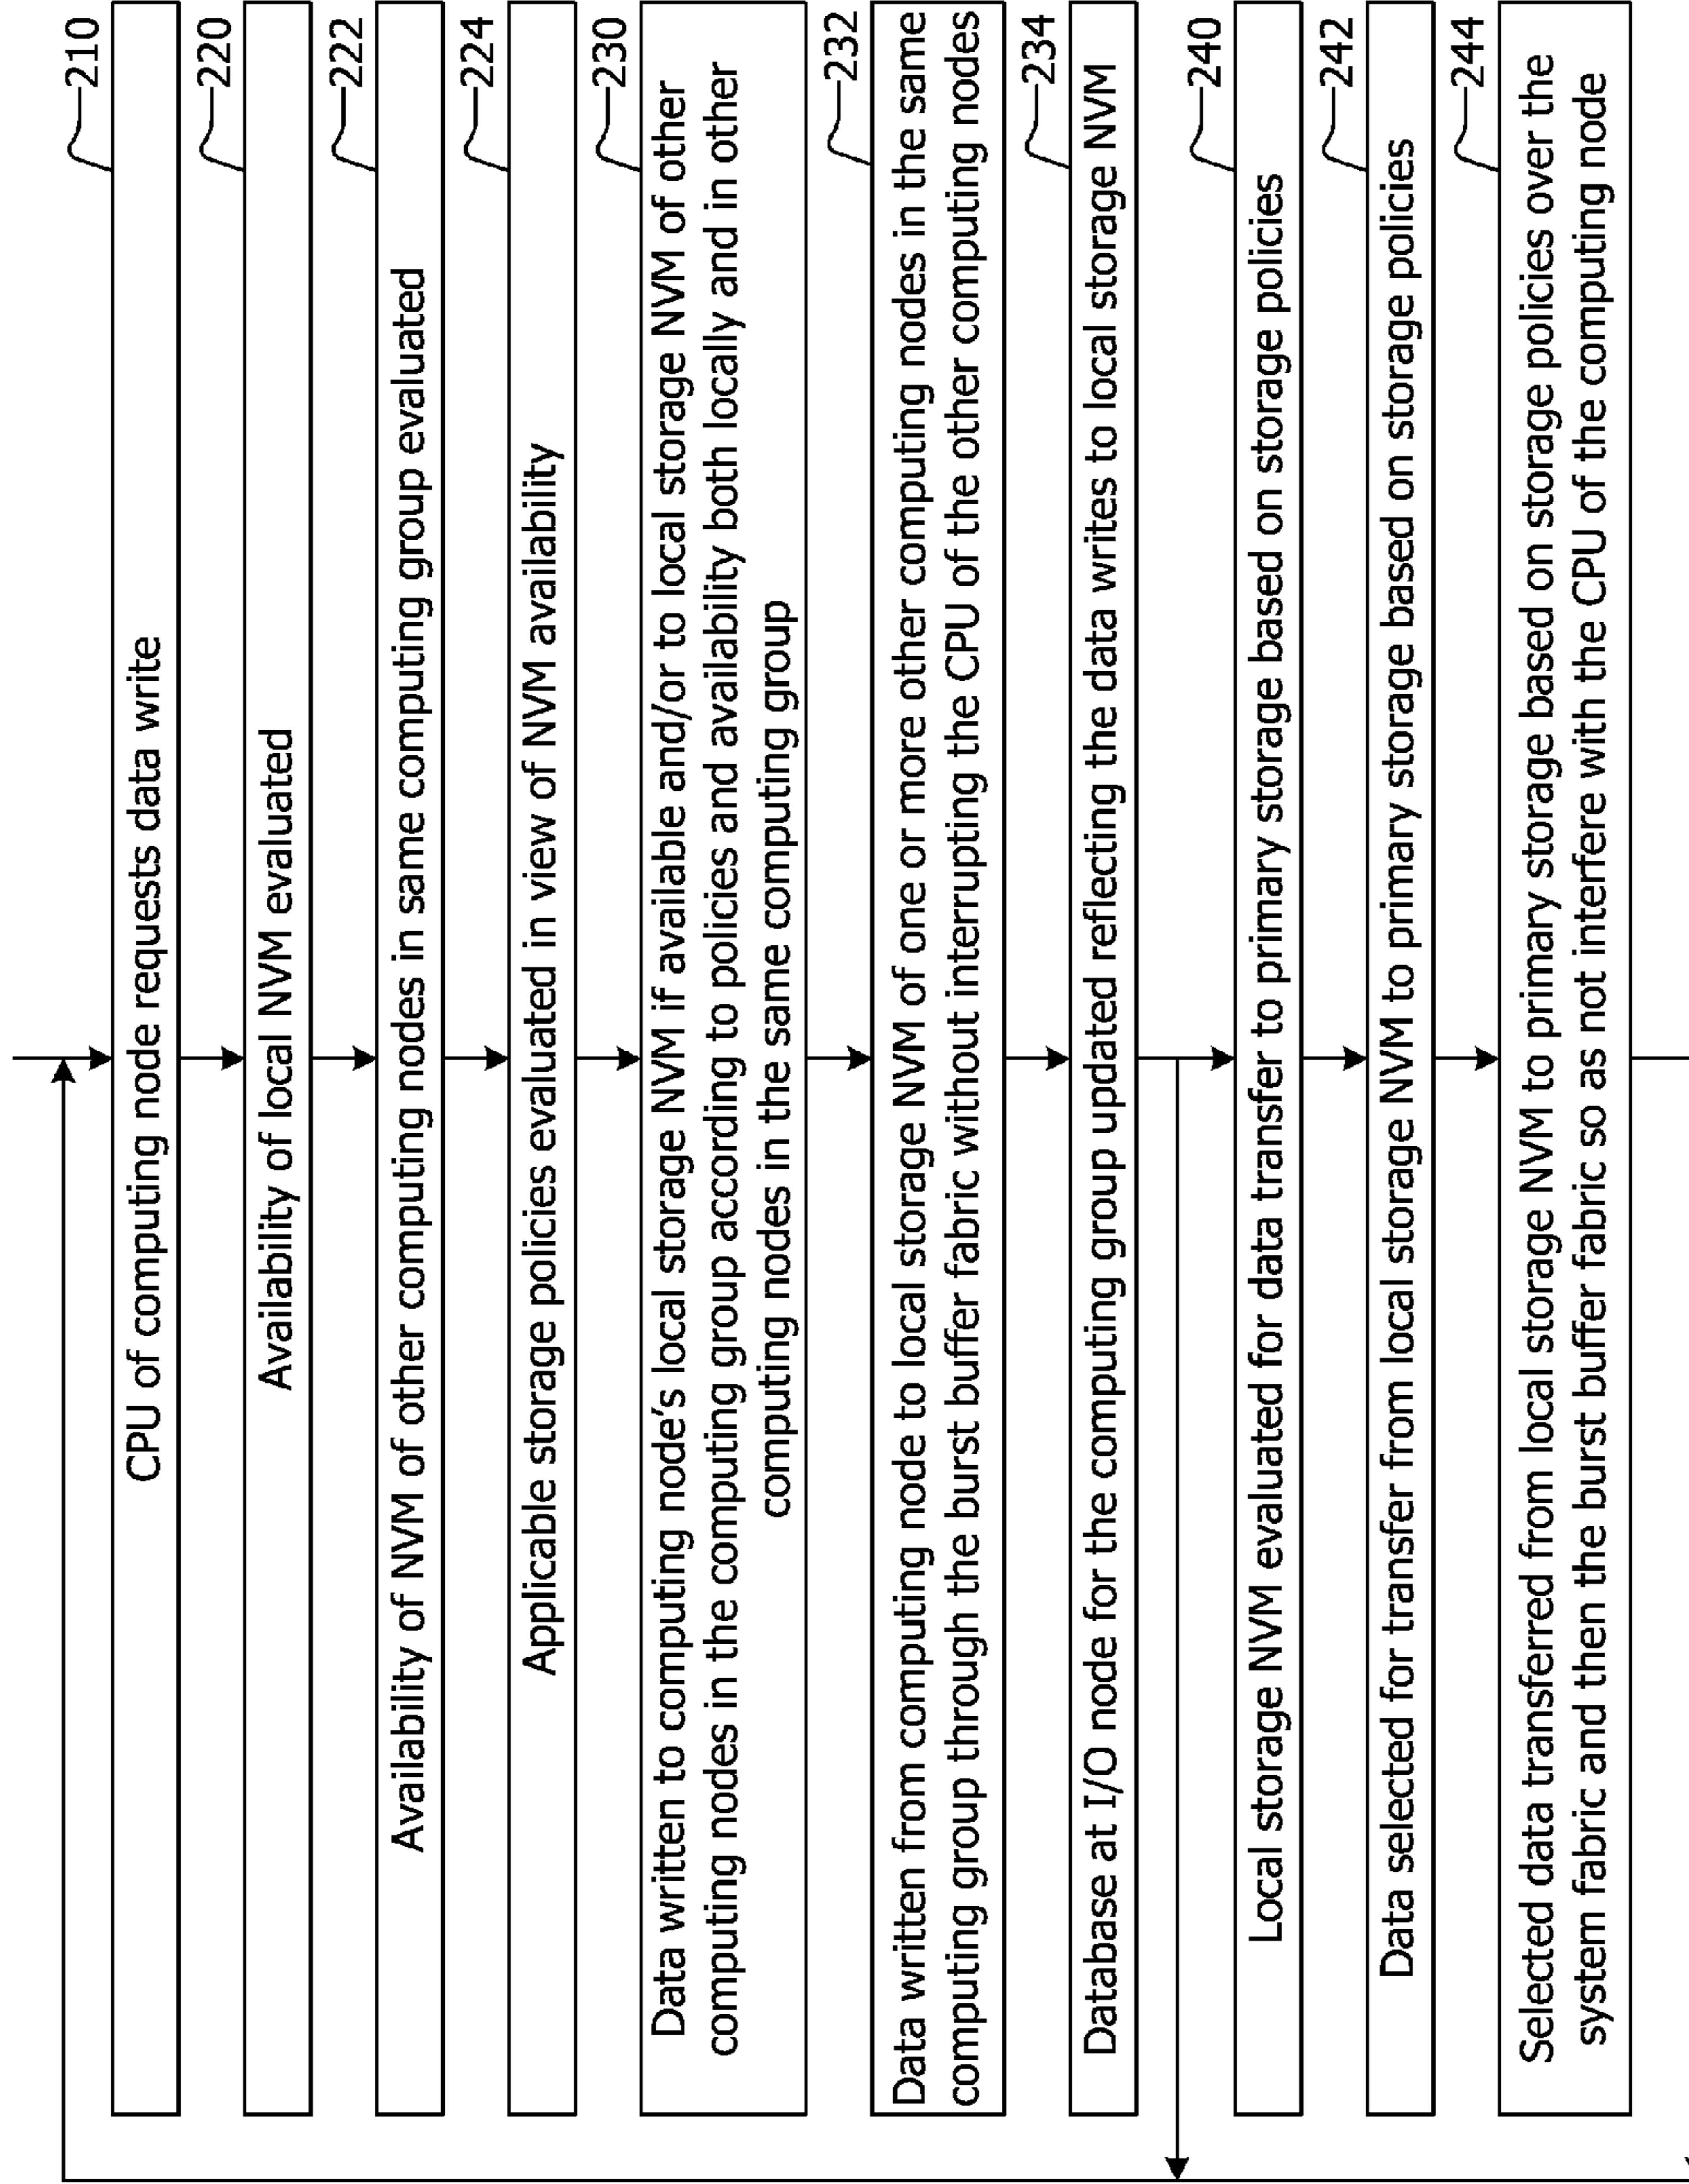 210
CPU of computing node requests data write
220
Availability of local NVM evaluated
222
Availability of NVM of other computing nodes in same computing group evaluated
224
Applicable storage policies evaluated in view of NVM availability
230
Data written to computing node's local storage NVM if available and/or to local storage NVM of other
computing nodes in the computing group according to policies and availability both locally and in other
computing nodes in the same computing group
232
Data written from computing node to local storage NVM of one or more other computing nodes in the same
computing group through the burst buffer fabric without interrupting the CPU of the other computing nodes
234
Database at I/O node for the computing group updated reflecting the data writes to local storage NVM
240
Local storage NVM evaluated for data transfer to primary storage based on storage policies
242
Data selected for transfer from local storage NVM to primary storage based on storage policies
244
Selected data transferred from local storage NVM to primary storage based on storage policies over the
system fabric and then the burst buffer fabric so as not interfere with the CPU of the computing node